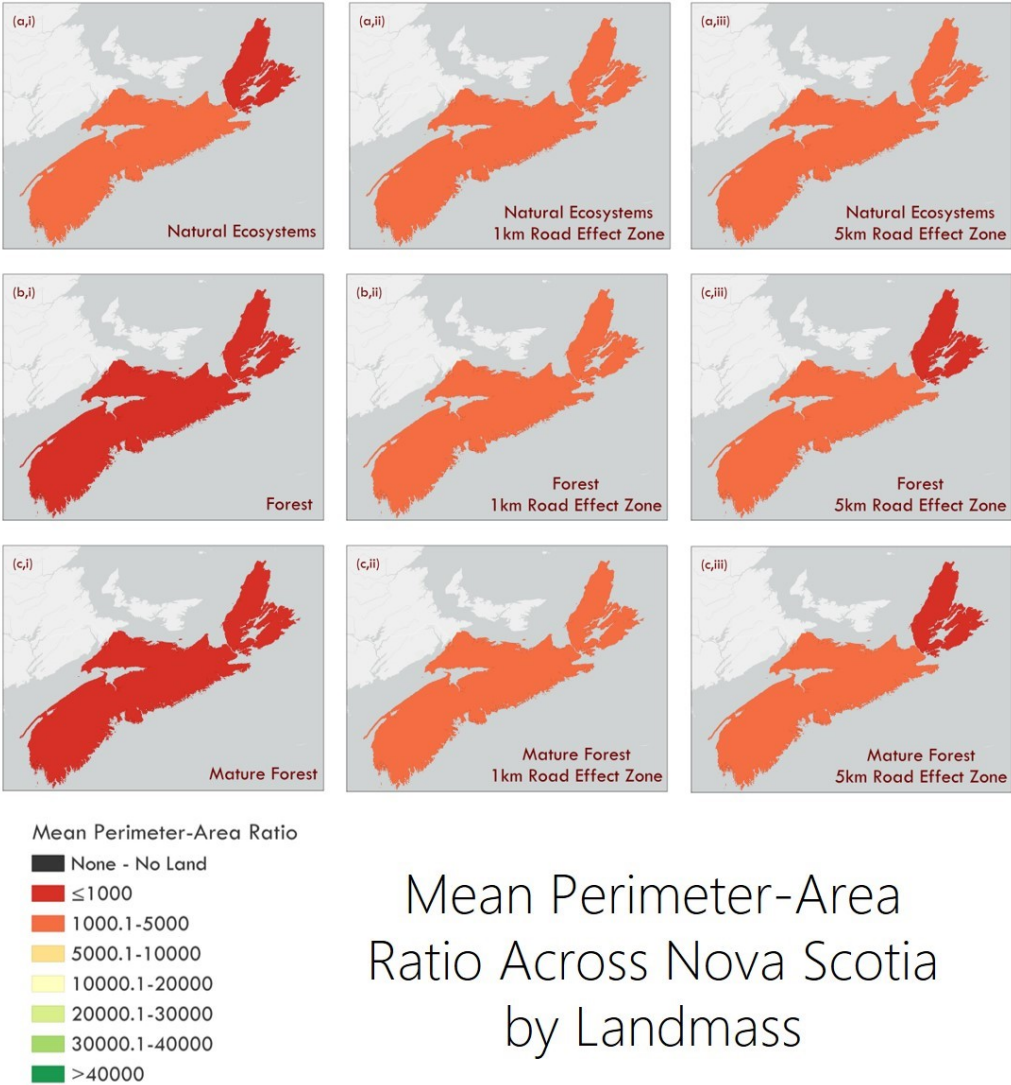 (a,i)
Natural Ecosystems
(a,ii)
Natural Ecosystems
1km Road Effect Zone
(a,iii)
Natural Ecosystems
5km Road Effect Zone
(b,i)
Forest
(b,ii)
Forest
1km Road Effect Zone
(c,iii)
Forest
5km Road Effect Zone
(c,i)
Mature Forest
(c,ii)
Mature Forest
1km Road Effect Zone
(c,iii)
Mature Forest
5km Road Effect Zone
Mean Perimeter-Area Ratio
None - No Land
≤1000
1000.1-5000
5000.1-10000
10000.1-20000
20000.1-30000
30000.1-40000
>40000
Mean Perimeter-Area
Ratio Across Nova Scotia
by Landmass